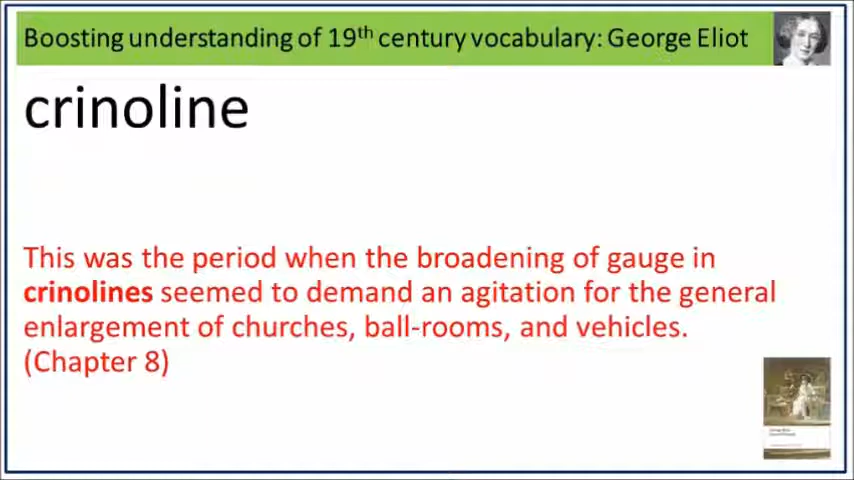 Boosting understanding of 19th century vocabulary: George Eliot
crinoline
This was the period when the broadening of gauge in
crinolines seemed to demand an agitation for the general
enlargement of churches, ball-rooms, and vehicles.
(Chapter 8)